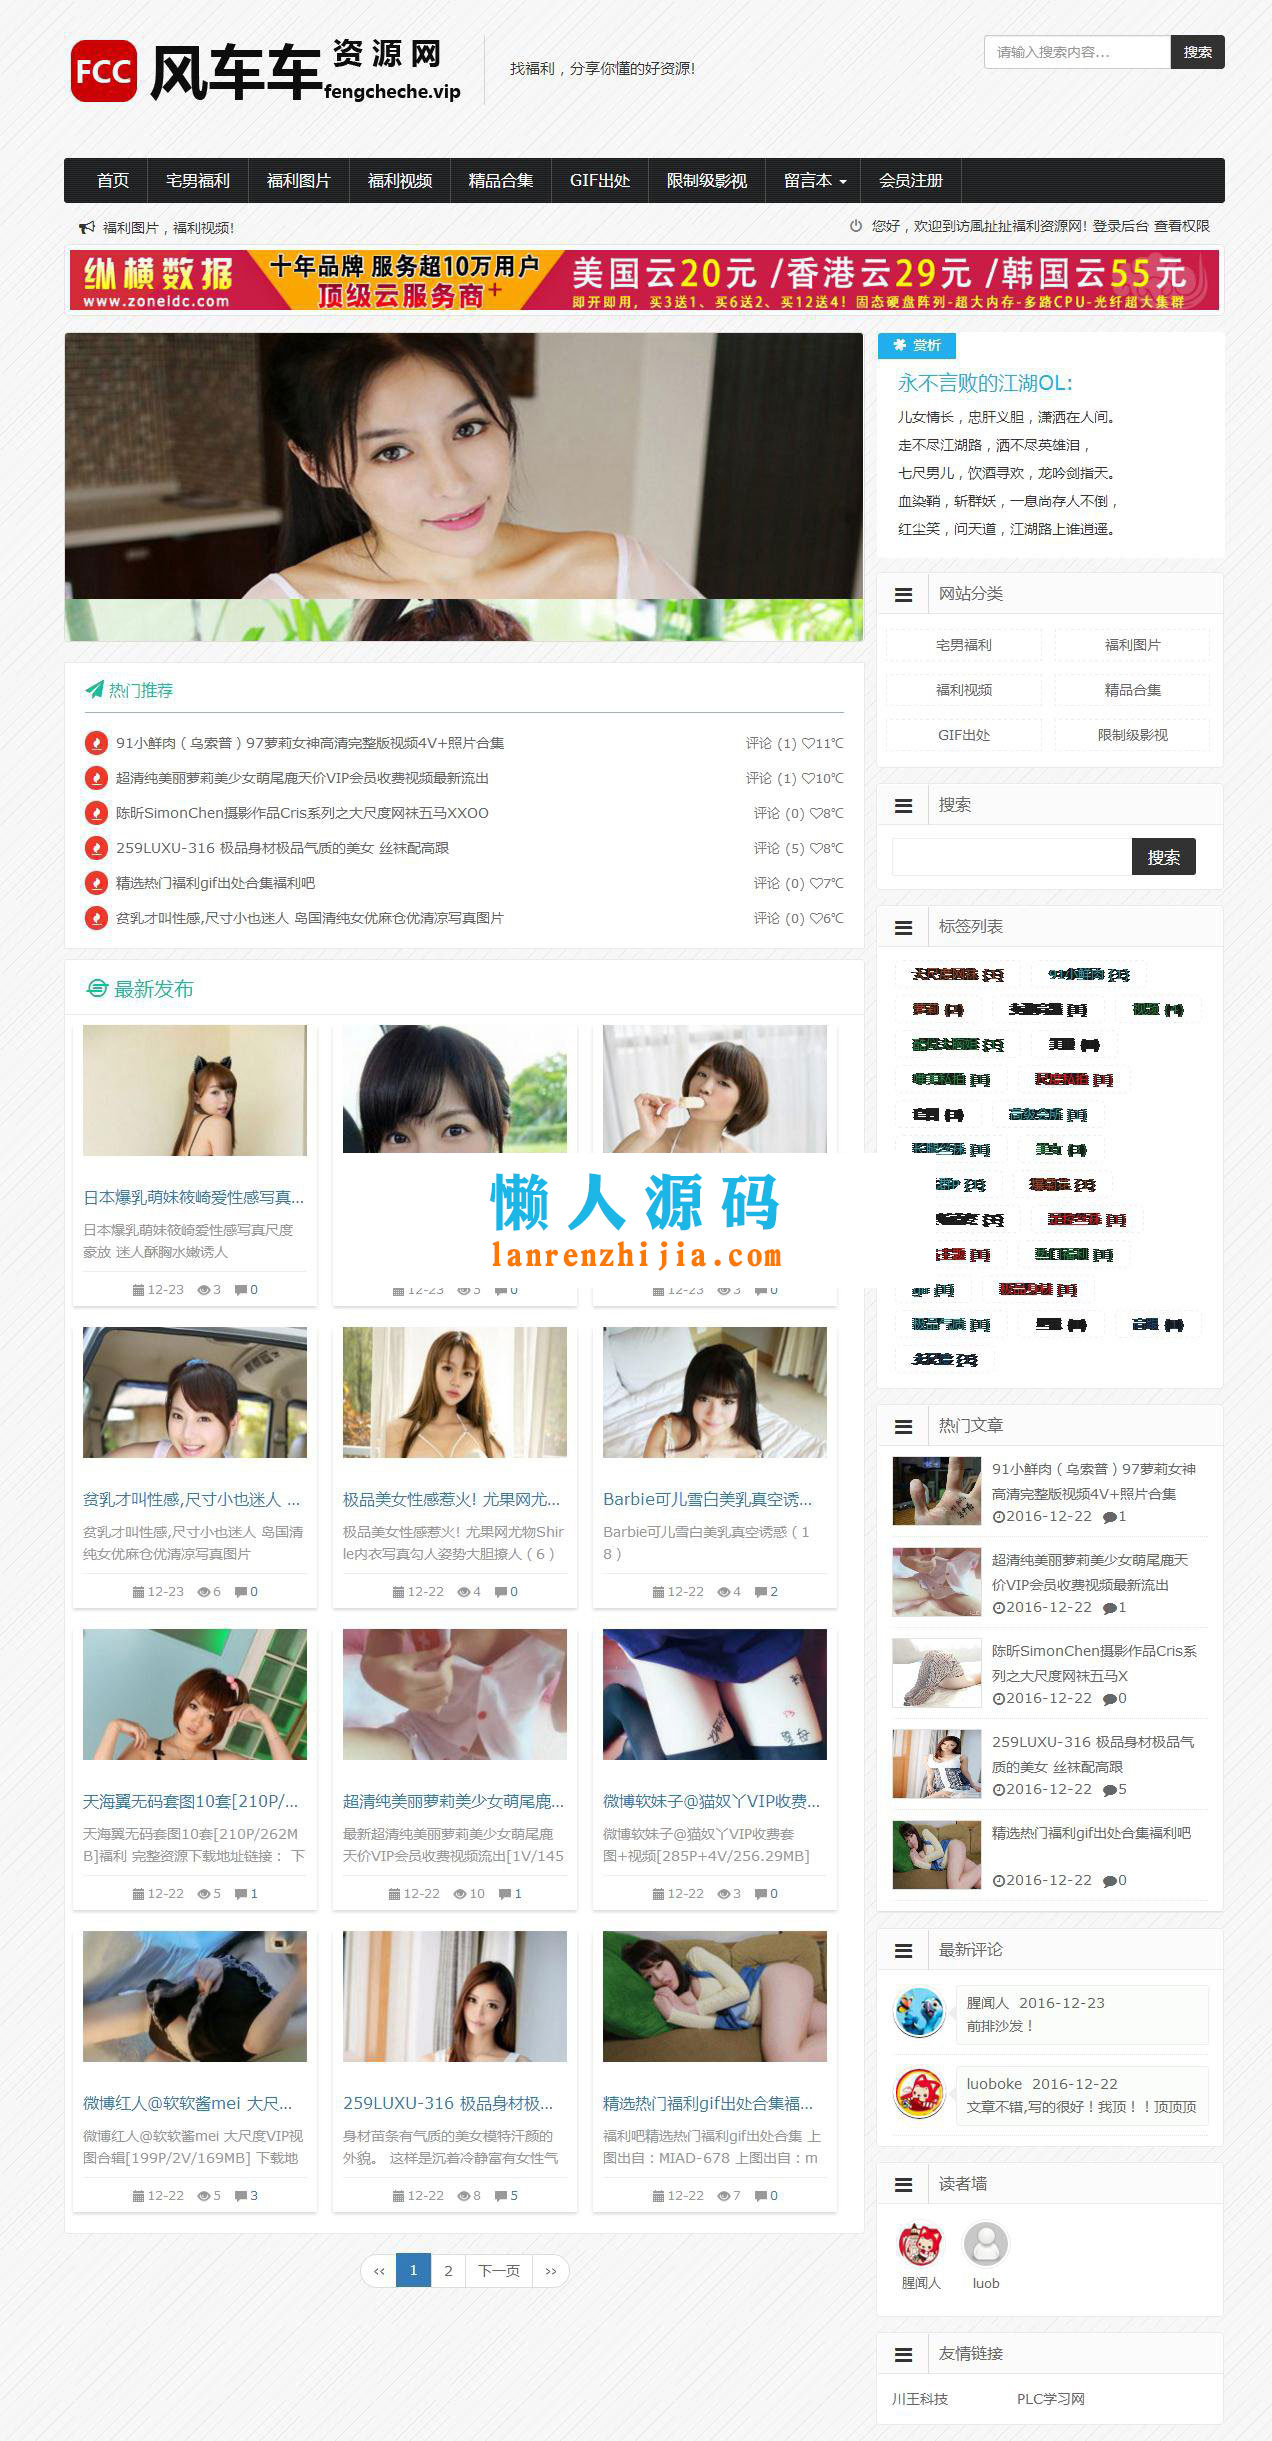 FCC 风车车资源网
fengcheche.vip
找福利，分享你懂的好资源!
请输入搜索内容... 搜索
首页 宅男福利 福利图片 福利视频 精品合集 GIF出处 限制级影视 留言本 会员注册
福利图片，福利视频!
您好，欢迎到访風扯扯福利资源网! 登录后台 查看权限
纵横数据
www.zoneidc.com
十年品牌 服务超10万用户
顶级云服务商+
美国云20元 /香港云29元 /韩国云55元
即开即用，买3送1、买6送2、买12送4! 固态硬盘阵列-超大内存-多路CPU-光纤超大集群
赏析
永不言败的江湖OL:
儿女情长，忠肝义胆，潇洒在人间。
走不尽江湖路，洒不尽英雄泪，
七尺男儿，饮酒寻欢，龙吟剑指天。
血染鞘，斩群妖，一息尚存人不倒，
红尘笑，问天道，江湖路上谁逍遥。
网站分类
宅男福利 福利图片
福利视频 精品合集
GIF出处 限制级影视
搜索
搜索
标签列表
热门推荐
91小鲜肉（乌索普）97萝莉女神高清完整版视频4V+照片合集 评论 (1) ♡11℃
超清纯美丽萝莉美少女萌尾鹿天价VIP会员收费视频最新流出 评论 (1) ♡10℃
陈昕SimonChen摄影作品Cris系列之大尺度网袜五马XXOO 评论 (0) ♡8℃
259LUXU-316 极品身材极品气质的美女 丝袜配高跟 评论 (5) ♡8℃
精选热门福利gif出处合集福利吧 评论 (0) ♡7℃
贫乳才叫性感,尺寸小也迷人 岛国清纯女优麻仓优清凉写真图片 评论 (0) ♡6℃
最新发布
日本爆乳萌妹筱崎爱性感写真...
日本爆乳萌妹筱崎爱性感写真尺度
豪放 迷人酥胸水嫩诱人
12-23 3 0
12-23 5 0
12-23 3 0
懒人源码
lanrenzhijia.com
贫乳才叫性感,尺寸小也迷人 ...
贫乳才叫性感,尺寸小也迷人 岛国清
纯女优麻仓优清凉写真图片
12-23 6 0
极品美女性感惹火! 尤果网尤...
极品美女性感惹火! 尤果网尤物Shir
le内衣写真勾人姿势大胆撩人（6）
12-22 4 0
Barbie可儿雪白美乳真空诱...
Barbie可儿雪白美乳真空诱惑（1
8）
12-22 4 2
天海翼无码套图10套[210P/...
天海翼无码套图10套[210P/262M
B]福利 完整资源下载地址链接： 下
12-22 5 1
超清纯美丽萝莉美少女萌尾鹿...
最新超清纯美丽萝莉美少女萌尾鹿
天价VIP会员收费视频流出[1V/145
12-22 10 1
微博软妹子@猫奴丫VIP收费...
微博软妹子@猫奴丫VIP收费套
图+视频[285P+4V/256.29MB]
12-22 3 0
微博红人@软软酱mei 大尺...
微博红人@软软酱mei 大尺度VIP视
图合辑[199P/2V/169MB] 下载地
12-22 5 3
259LUXU-316 极品身材极...
身材苗条有气质的美女模特汗颜的
外貌。 这样是沉着冷静富有女性气
12-22 8 5
精选热门福利gif出处合集福...
福利吧精选热门福利gif出处合集 上
图出自：MIAD-678 上图出自：m
12-22 7 0
‹‹ 1 2 下一页 ››
热门文章
91小鲜肉（乌索普）97萝莉女神
高清完整版视频4V+照片合集
2016-12-22 1
超清纯美丽萝莉美少女萌尾鹿天
价VIP会员收费视频最新流出
2016-12-22 1
陈昕SimonChen摄影作品Cris系
列之大尺度网袜五马X
2016-12-22 0
259LUXU-316 极品身材极品气
质的美女 丝袜配高跟
2016-12-22 5
精选热门福利gif出处合集福利吧
2016-12-22 0
最新评论
腥闻人 2016-12-23
前排沙发！
luoboke 2016-12-22
文章不错,写的很好！我顶！！顶顶顶
读者墙
腥闻人 luob
友情链接
川王科技 PLC学习网